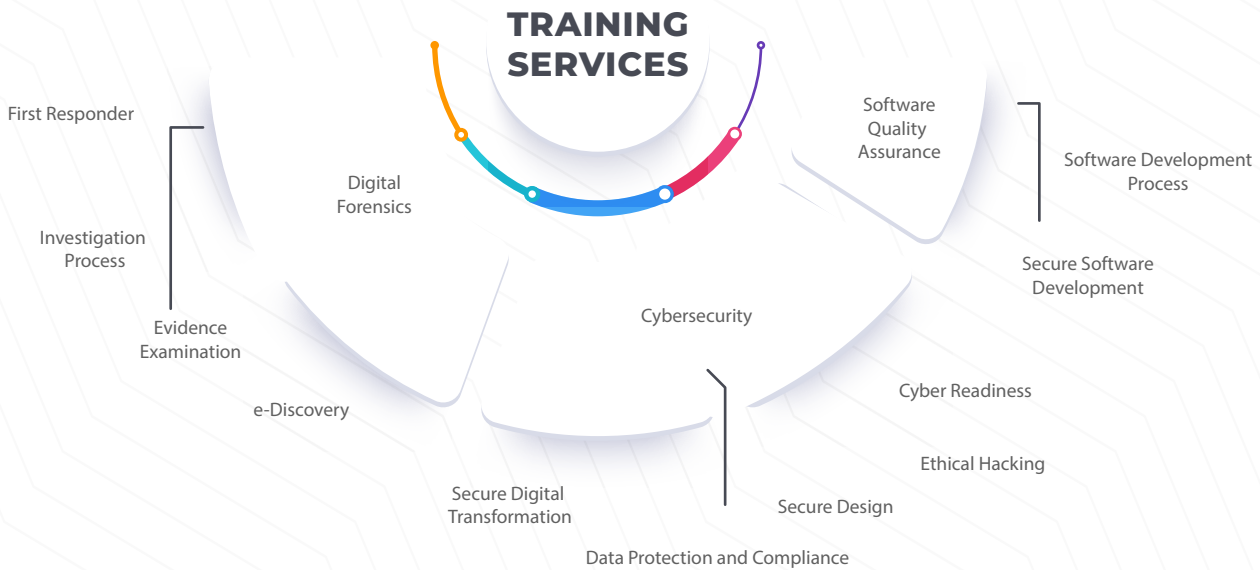 TRAINING
SERVICES
First Responder
Investigation
Process
Evidence
Examination
e-Discovery
Digital
Forensics
Cybersecurity
Secure Digital
Transformation
Data Protection and Compliance
Secure Design
Ethical Hacking
Cyber Readiness
Software
Quality
Assurance
Software Development
Process
Secure Software
Development